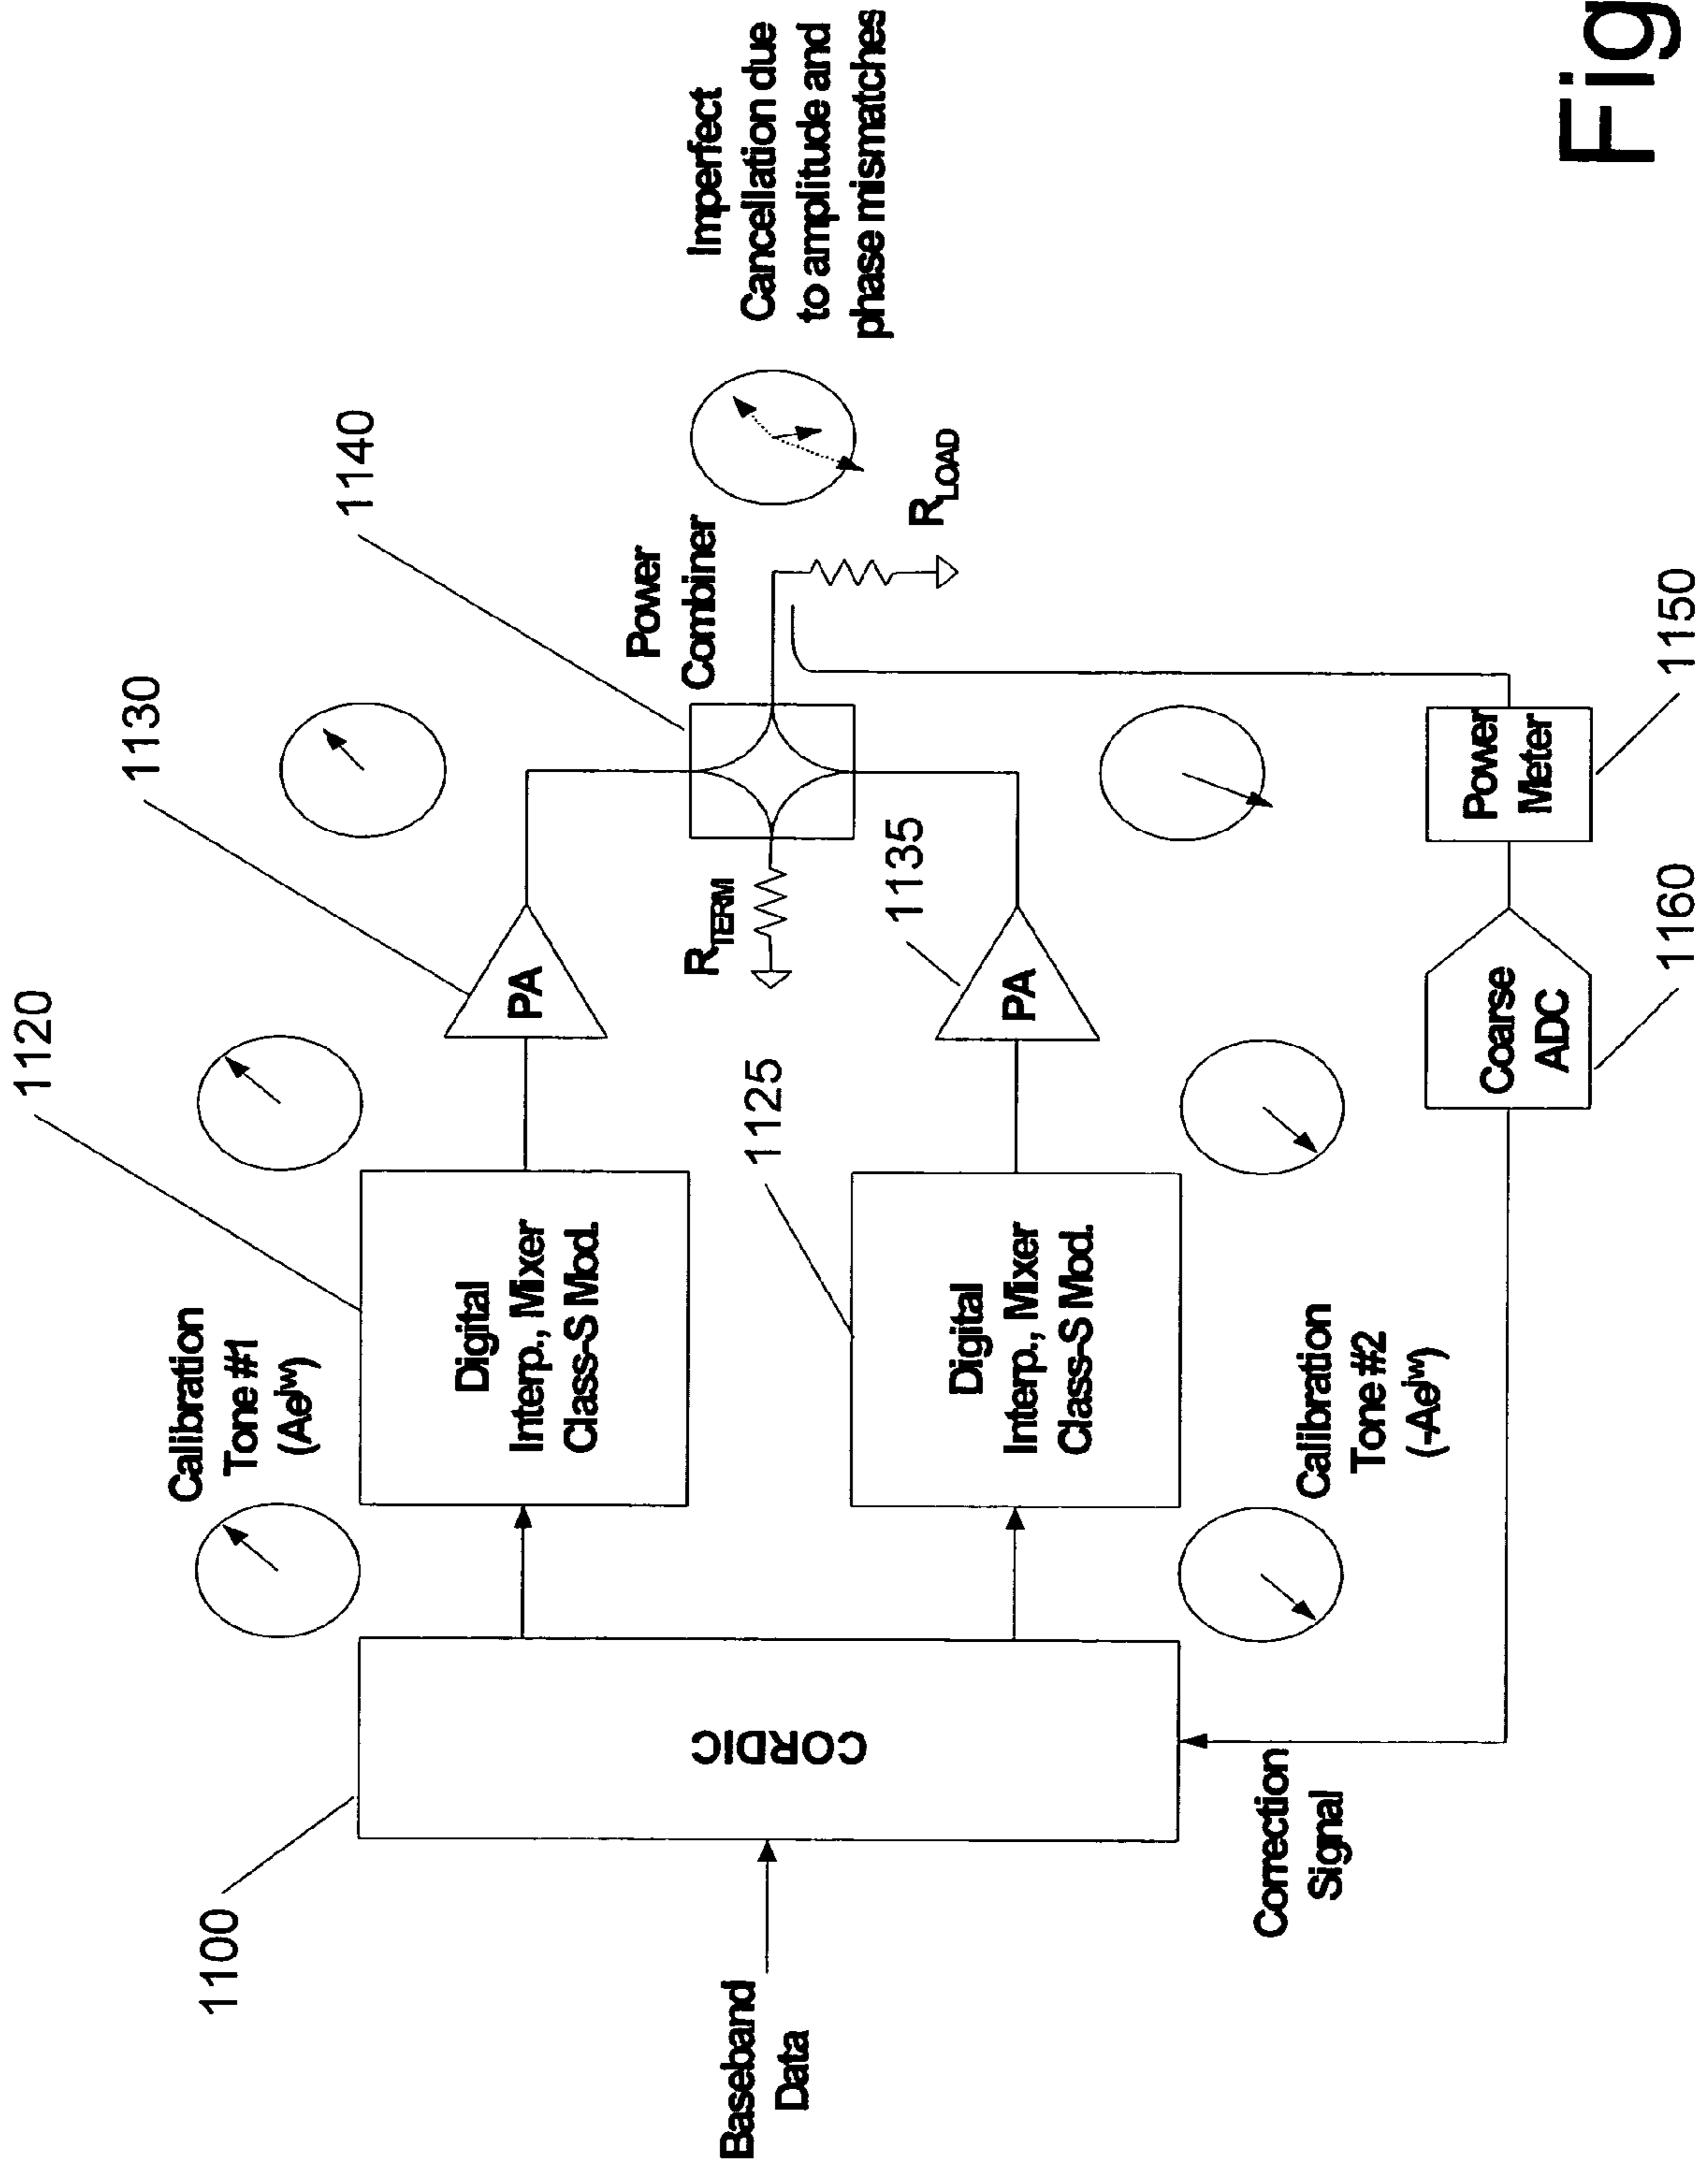 1100
1120
1130
1140
Calibration
Tone #1
(Ae^jw)
Digital
Interp., Mixer
Class-S Mod.
PA
Power
Combiner
Imperfect
Cancellation due
to amplitude and
phase mismatches
Baseband
Data
CORDIC
1125
R_TERM
1135
R_LOAD
Digital
Interp., Mixer
Class-S Mod.
PA
Correction
Signal
Calibration
Tone #2
(-Ae^jw)
Coarse
ADC
Power
Meter
1160
1150
Fig